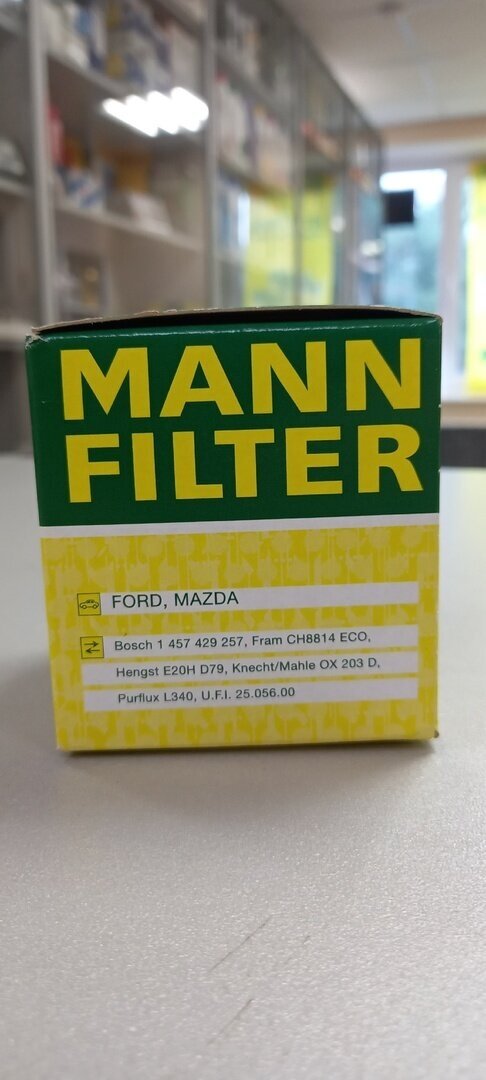 MANN
FILTER
FORD, MAZDA
Bosch 1 457 429 257, Fram CH8814 ECO,
Hengst E20H D79, Knecht/Mahle OX 203 D,
Purflux L340, U.F.I. 25.056.00